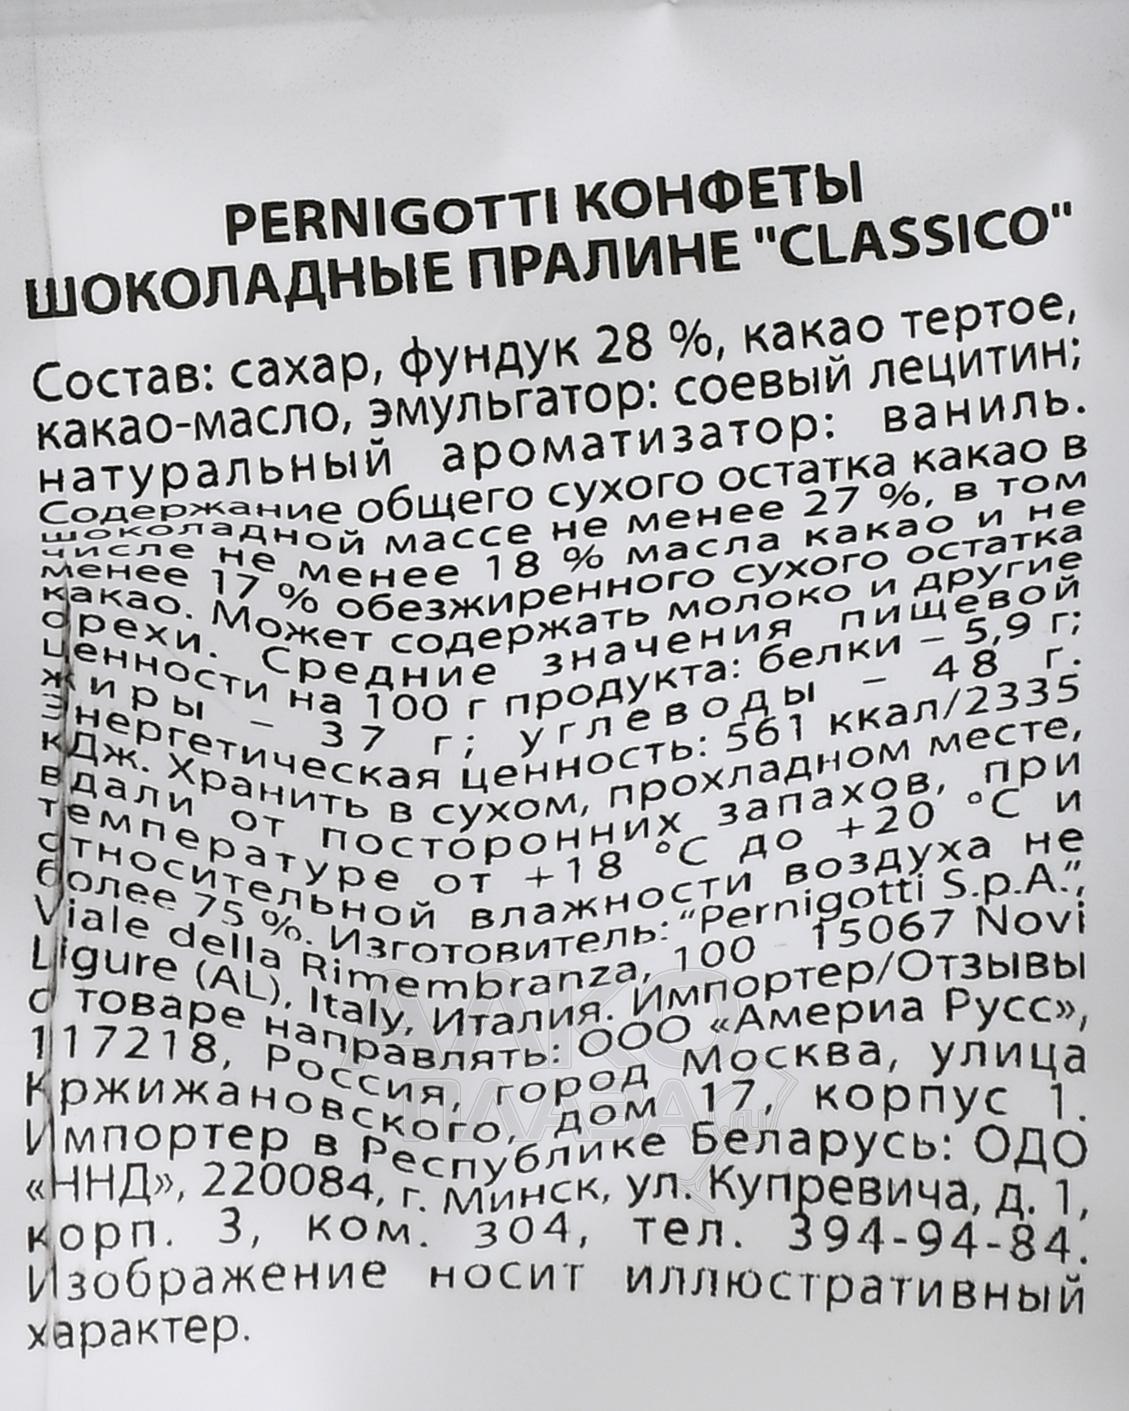 PERNIGOTTI КОНФЕТЫ
ШОКОЛАДНЫЕ ПРАЛИНЕ "CLASSICO"
Состав: сахар, фундук 28 %, какао тертое,
какао-масло, эмульгатор: соевый лецитин;
натуральный ароматизатор: ваниль.
Содержание общего сухого остатка какао в
шоколадной массе не менее 27 %, в том
числе не менее 18 % масла какао и не
менее 17 % обезжиренного сухого остатка
какао. Может содержать молоко и другие
орехи. Средние значения пищевой
ценности на 100 г продукта: белки – 5,9 г;
жиры – 37 г; углеводы – 48 г.
Энергетическая ценность: 561 ккал/2335
кДж. Хранить в сухом, прохладном месте,
вдали от посторонних запахов, при
температуре от +18 °C до +20 °C и
относительной влажности воздуха не
более 75 %. Изготовитель: "Pernigotti S.p.A.",
Viale della Rimembranza, 100 15067 Novi
Ligure (AL), Italy, Италия. Импортер/Отзывы
о товаре направлять: ООО «Америа Русс»,
117218, Россия, город Москва, улица
Кржижановского, дом 17, корпус 1.
Импортер в Республике Беларусь: ОДО
«ННД», 220084, г. Минск, ул. Купревича, д. 1,
корп. 3, ком. 304, тел. 394-94-84.
Изображение носит иллюстративный
характер.
АЛКО
ПЛАЗА.ru